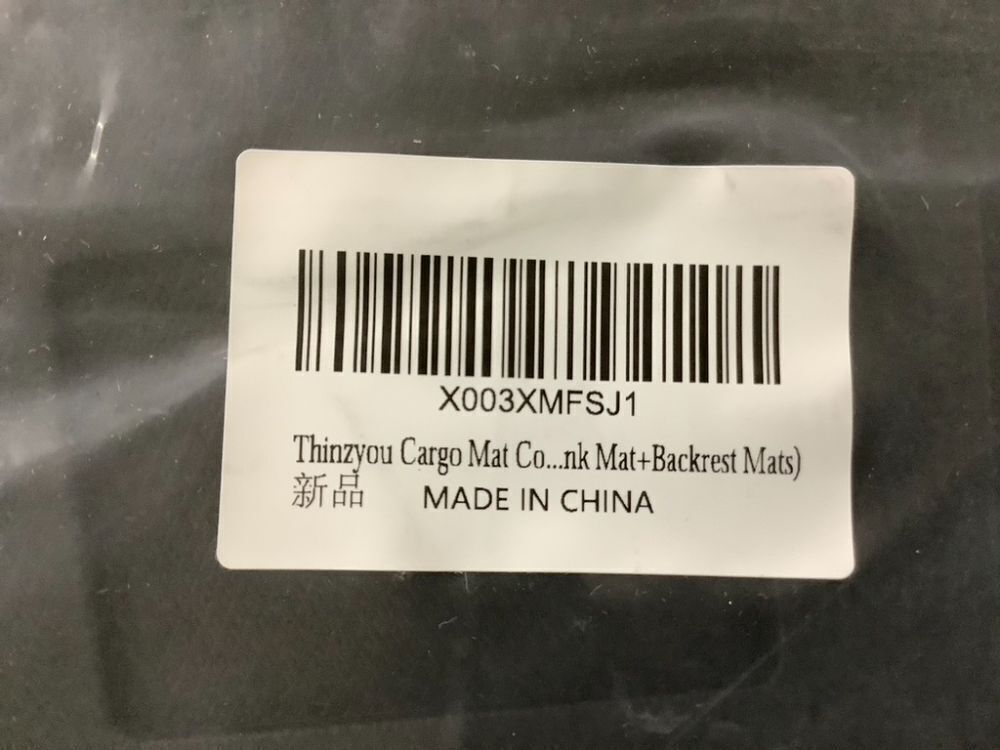 X003XMFSJ1
Thinzyou Cargo Mat Co...nk Mat+Backrest Mats)
新品 MADE IN CHINA